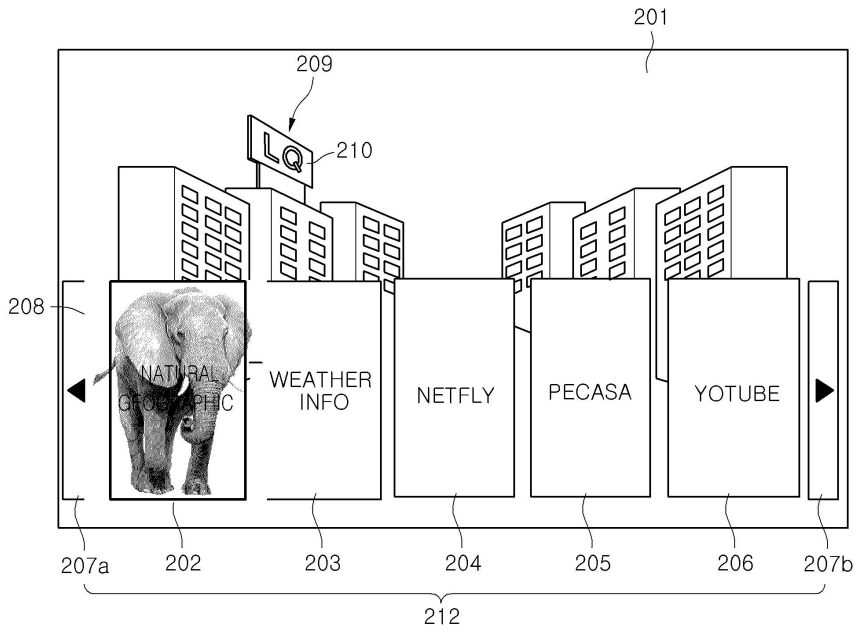 201
209
LQ
210
208
NATURAL
GEOGRAPHIC
WEATHER
INFO
NETFLY
PECASA
YOTUBE
207a
202
203
204
205
206
207b
212